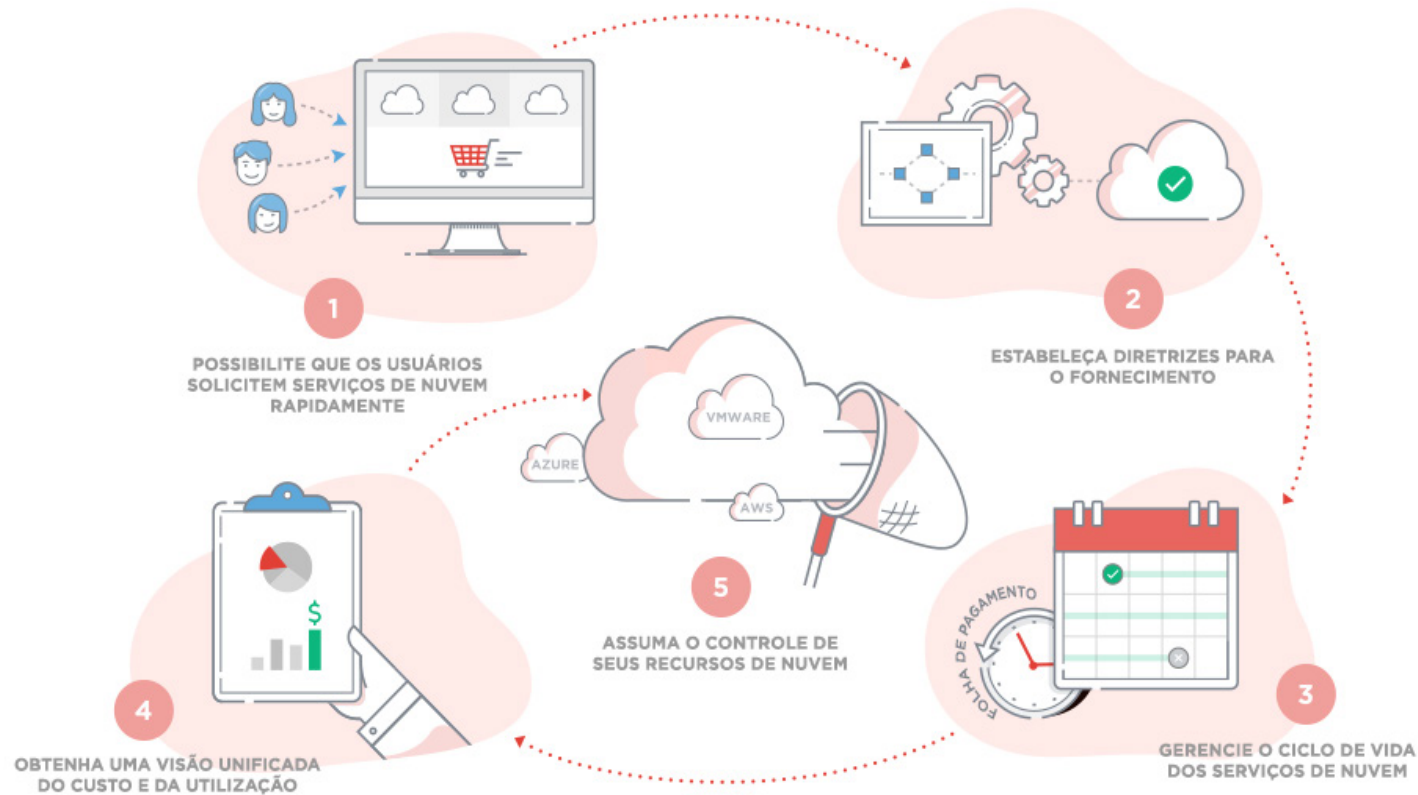 1
POSSIBILITE QUE OS USUÁRIOS
SOLICITEM SERVIÇOS DE NUVEM
RAPIDAMENTE
2
ESTABELEÇA DIRETRIZES PARA
O FORNECIMENTO
FOLHA DE PAGAMENTO
3
GERENCIE O CICLO DE VIDA
DOS SERVIÇOS DE NUVEM
$
4
OBTENHA UMA VISÃO UNIFICADA
DO CUSTO E DA UTILIZAÇÃO
VMWARE
AZURE
AWS
5
ASSUMA O CONTROLE DE
SEUS RECURSOS DE NUVEM